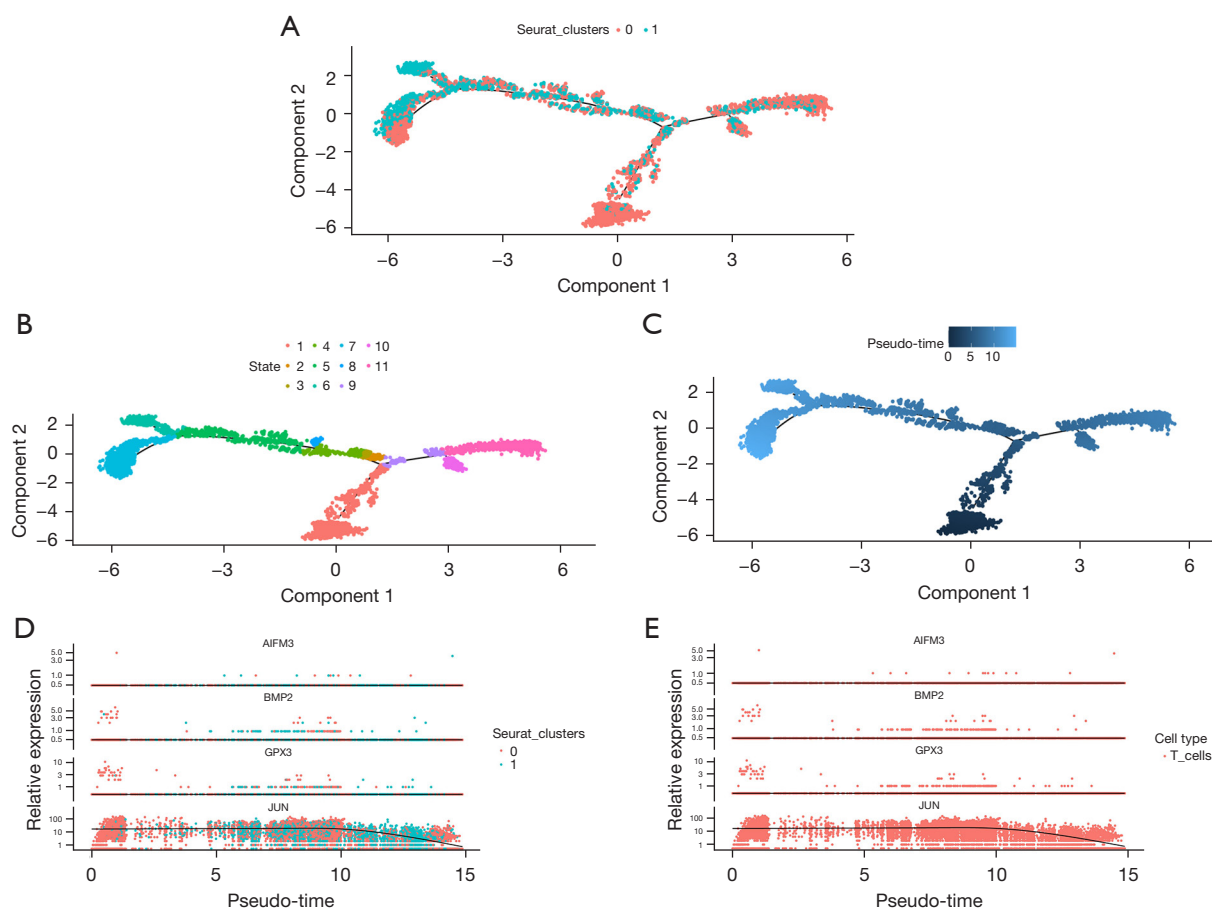 A
Seurat_clusters 0 1
2
0
−2
−4
−6
Component 2
−6 −3 0 3 6
Component 1
B
State
1 4 7 10
2 5 8 11
3 6 9
2
0
−2
−4
−6
Component 2
−6 −3 0 3 6
Component 1
C
Pseudo-time
0 5 10
2
0
−2
−4
−6
Component 2
−6 −3 0 3 6
Component 1
D
AIFM3
5.0
3.0
1.0
0.5
BMP2
5.0
3.0
1.0
0.5
GPX3
5
3
1
JUN
100
10
1
Relative expression
0 5 10 15
Pseudo-time
Seurat_clusters
0
1
E
AIFM3
5.0
3.0
1.0
0.5
BMP2
5.0
3.0
1.0
0.5
GPX3
10
5
3
1
JUN
100
10
1
Relative expression
0 5 10 15
Pseudo-time
Cell type
T_cells